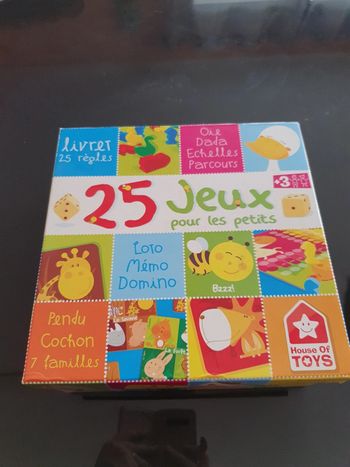 livret
25 règles
Oie
Dada
Echelles
Parcours
25 Jeux
pour les petits
+3
Loto
Mémo
Domino
Bzzz!
Pendu
Cochon
7 familles
House Of
TOYS